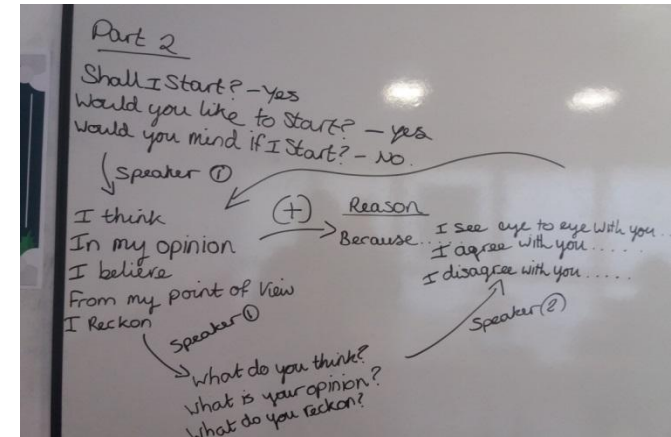 Part 2
Shall I Start? - Yes
Would you like to Start? - yes
Would you mind if I Start? - No.
Speaker ①
I think
In my opinion
I believe
From my point of View
I Reckon
(+)
Reason
Because...
I see eye to eye with you...
I agree with you.....
I disagree with you.....
Speaker ②
Speaker ①
What do you think?
What is your opinion?
What do you reckon?